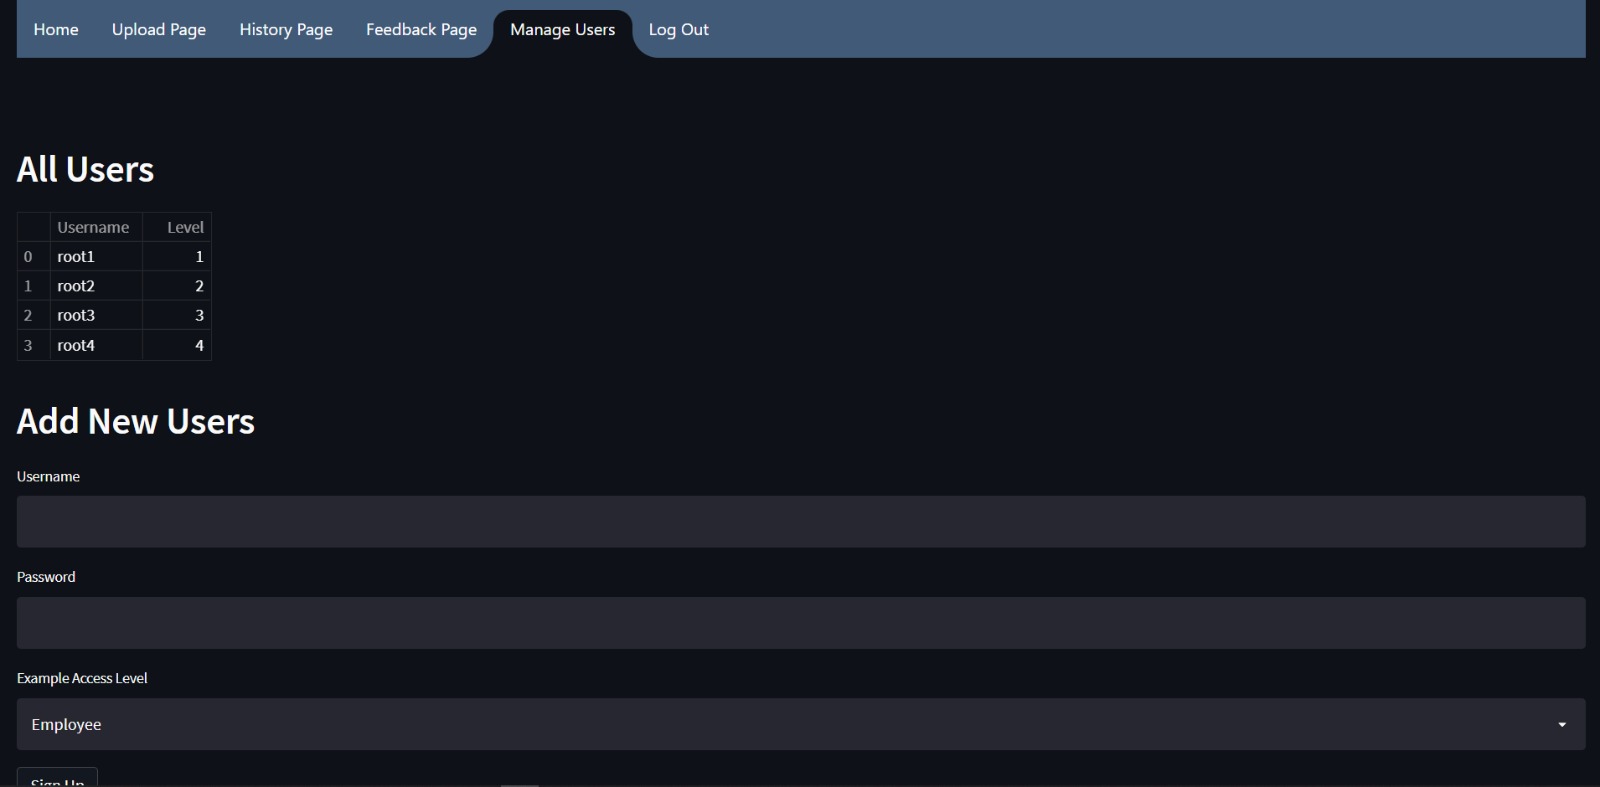 Home Upload Page History Page Feedback Page Manage Users Log Out
All Users
Username Level
0 root1 1
1 root2 2
2 root3 3
3 root4 4
Add New Users
Username
Password
Example Access Level
Employee
Sign Up